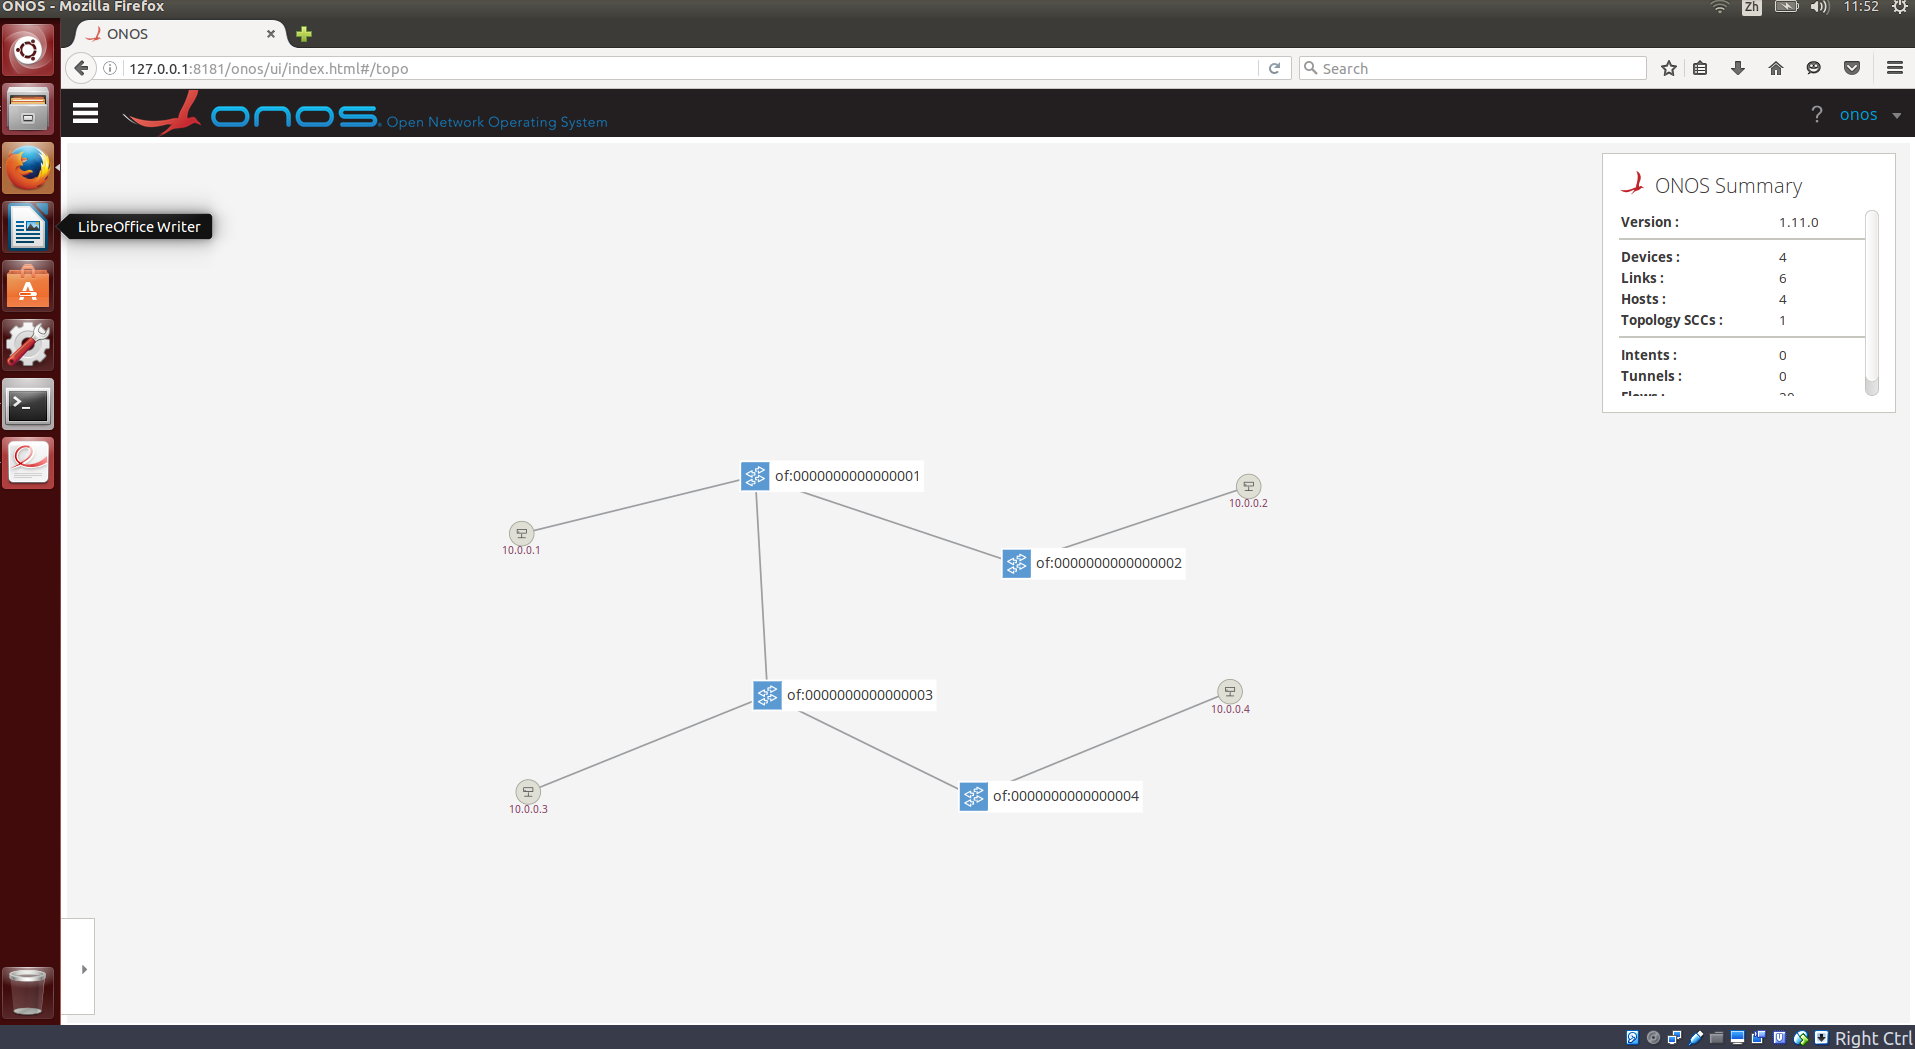 ONOS - Mozilla Firefox
Zh
11:52
ONOS
127.0.0.1:8181/onos/ui/index.html#/topo
Search
onos Open Network Operating System
? onos
LibreOffice Writer
ONOS Summary
Version : 1.11.0
Devices : 4
Links : 6
Hosts : 4
Topology SCCs : 1
Intents : 0
Tunnels : 0
of:0000000000000001
10.0.0.2
10.0.0.1
of:0000000000000002
of:0000000000000003
10.0.0.4
10.0.0.3
of:0000000000000004
Right Ctrl